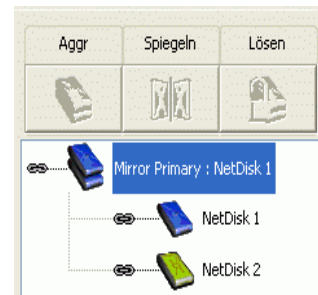 Aggr Spiegeln Lösen
Mirror Primary : NetDisk 1
NetDisk 1
NetDisk 2